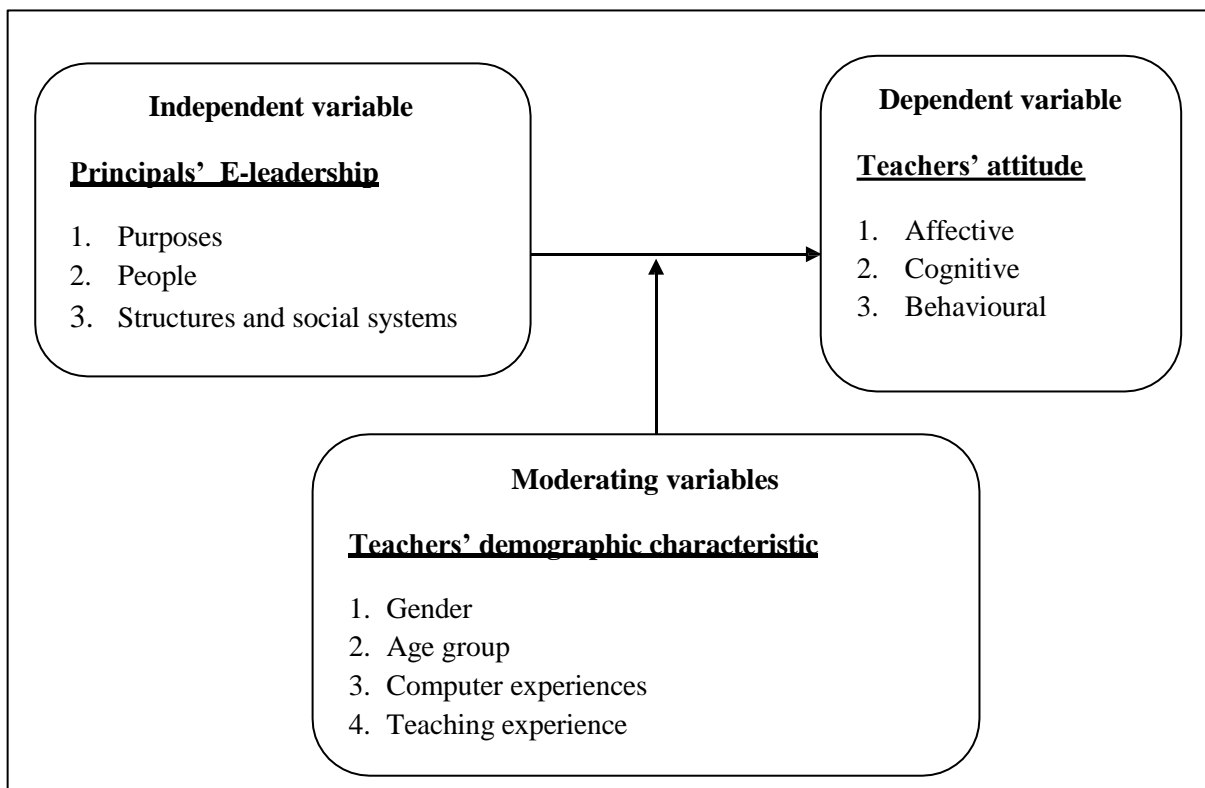 Independent variable
Principals’ E-leadership
1. Purposes
2. People
3. Structures and social systems
Dependent variable
Teachers’ attitude
1. Affective
2. Cognitive
3. Behavioural
Moderating variables
Teachers’ demographic characteristic
1. Gender
2. Age group
3. Computer experiences
4. Teaching experience